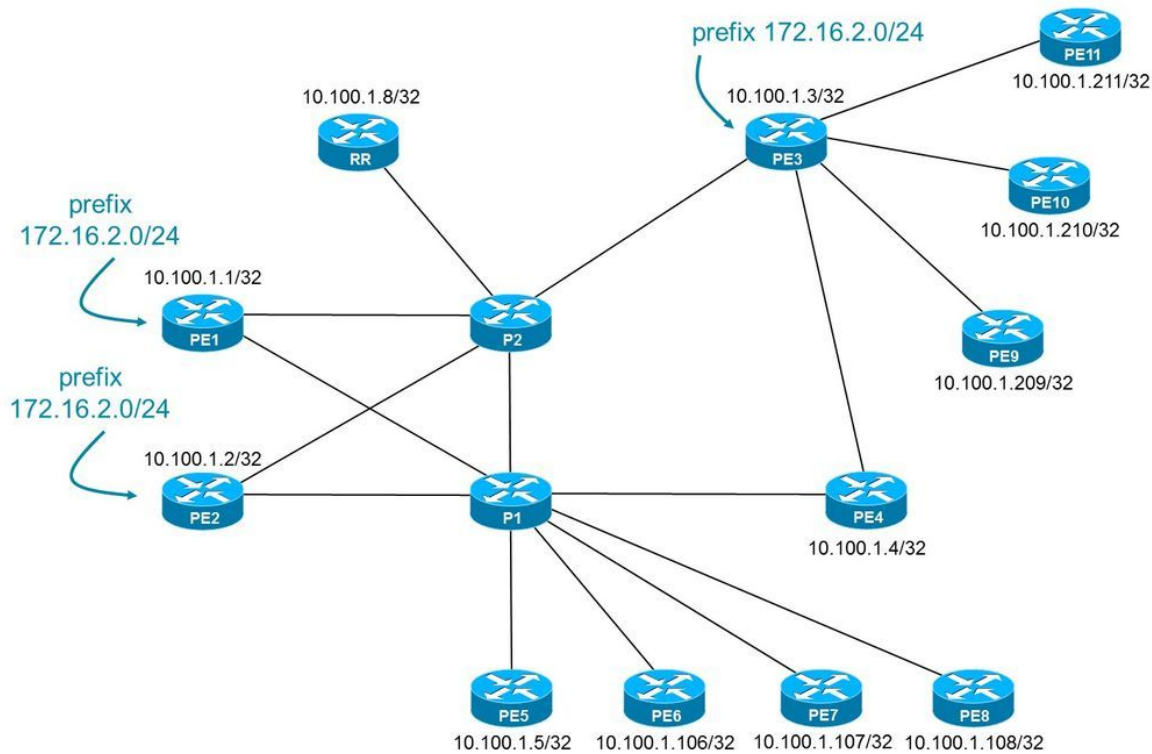 prefix 172.16.2.0/24
PE11
10.100.1.211/32
10.100.1.8/32
RR
10.100.1.3/32
PE3
PE10
10.100.1.210/32
prefix
172.16.2.0/24
10.100.1.1/32
PE1
P2
PE9
10.100.1.209/32
prefix
172.16.2.0/24
10.100.1.2/32
PE2
P1
PE4
10.100.1.4/32
PE5
10.100.1.5/32
PE6
10.100.1.106/32
PE7
10.100.1.107/32
PE8
10.100.1.108/32